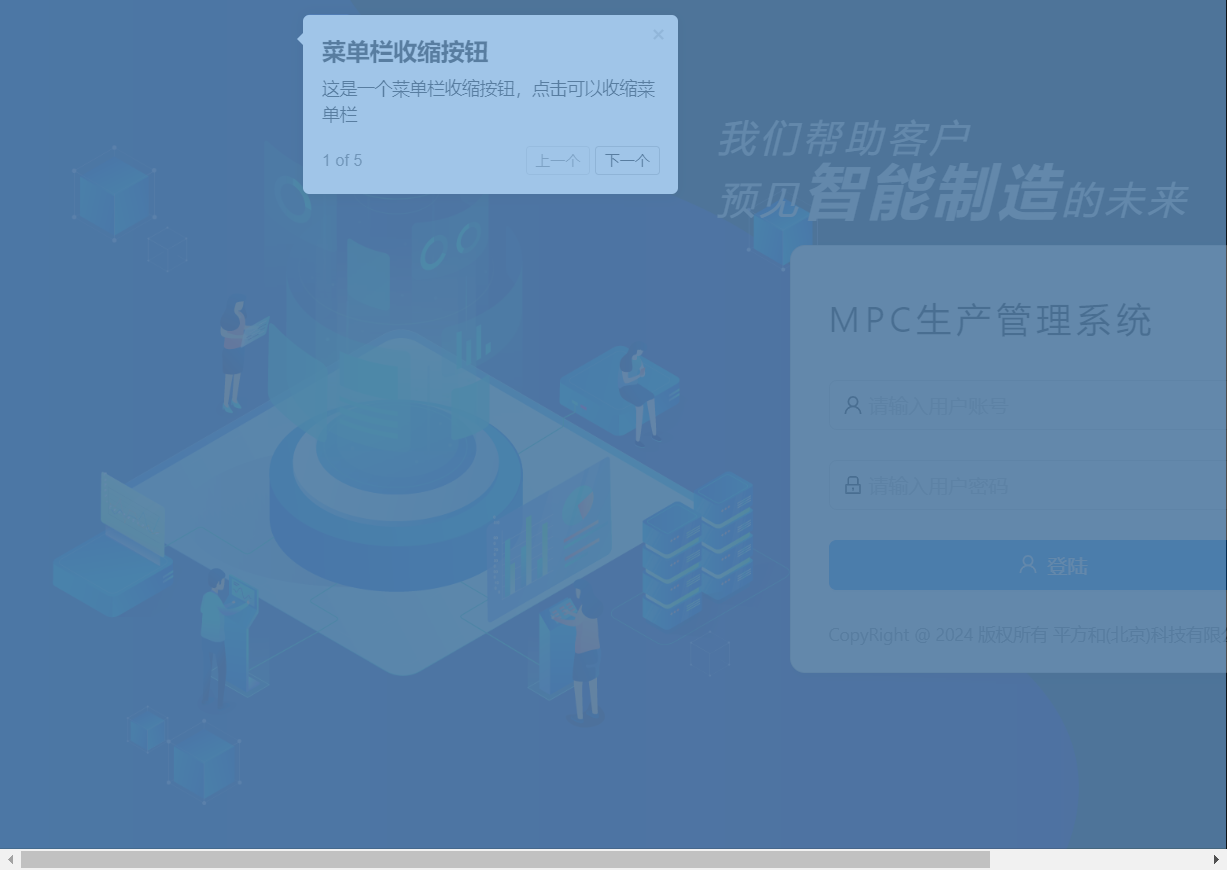 菜单栏收缩按钮
这是一个菜单栏收缩按钮，点击可以收缩菜
单栏
1 of 5
上一个
下一个
我们帮助客户
预见智能制造的未来
MPC生产管理系统
请输入用户账号
请输入用户密码
登陆
CopyRight @ 2024 版权所有 平方和(北京)科技有限